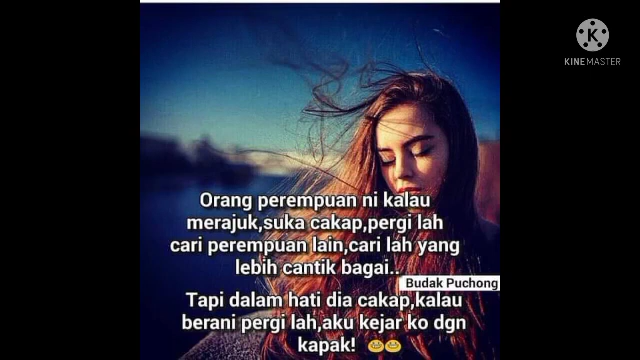 KINEMASTER
Orang perempuan ni kalau
merajuk,suka cakap,pergi lah
cari perempuan lain,cari lah yang
lebih cantik bagai..
Budak Puchong
Tapi dalam hati dia cakap,kalau
berani pergi lah,aku kejar ko dgn
kapak! 😄😄